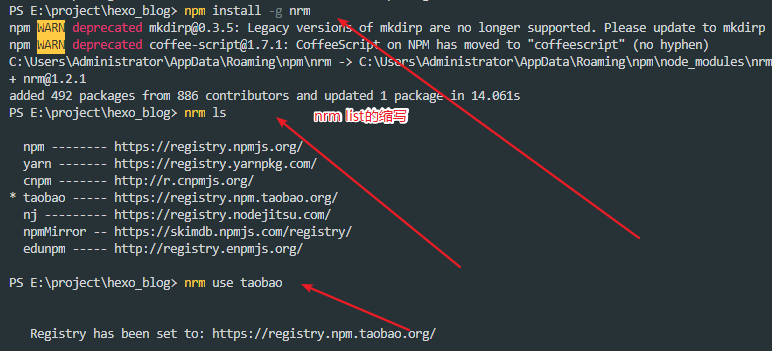 PS E:\project\hexo_blog> npm install -g nrm
npm WARN deprecated mkdirp@0.3.5: Legacy versions of mkdirp are no longer supported. Please update to mkdirp
npm WARN deprecated coffee-script@1.7.1: CoffeeScript on NPM has moved to "coffeescript" (no hyphen)
C:\Users\Administrator\AppData\Roaming\npm\nrm -> C:\Users\Administrator\AppData\Roaming\npm\node_modules\nrm
+ nrm@1.2.1
added 492 packages from 886 contributors and updated 1 package in 14.061s
PS E:\project\hexo_blog> nrm ls
nrm list的缩写
npm -------- https://registry.npmjs.org/
yarn ------- https://registry.yarnpkg.com/
cnpm ------- http://r.cnpmjs.org/
* taobao ----- https://registry.npm.taobao.org/
nj --------- https://registry.nodejitsu.com/
npmMirror -- https://skimdb.npmjs.com/registry/
edunpm ----- http://registry.enpmjs.org/
PS E:\project\hexo_blog> nrm use taobao
Registry has been set to: https://registry.npm.taobao.org/